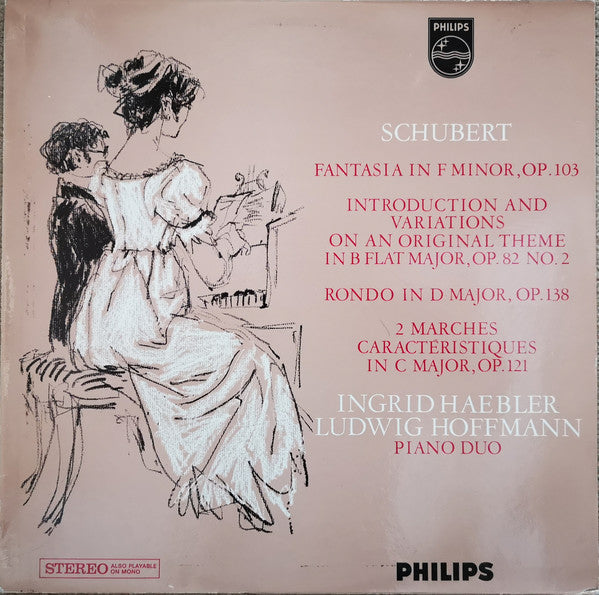 PHILIPS
SCHUBERT
FANTASIA IN F MINOR, OP. 103
INTRODUCTION AND
VARIATIONS
ON AN ORIGINAL THEME
IN B FLAT MAJOR, OP. 82 NO. 2
RONDO IN D MAJOR, OP. 138
2 MARCHES
CARACTÉRISTIQUES
IN C MAJOR, OP. 121
INGRID HAEBLER
LUDWIG HOFFMANN
PIANO DUO
STEREO ALSO PLAYABLE
ON MONO
PHILIPS